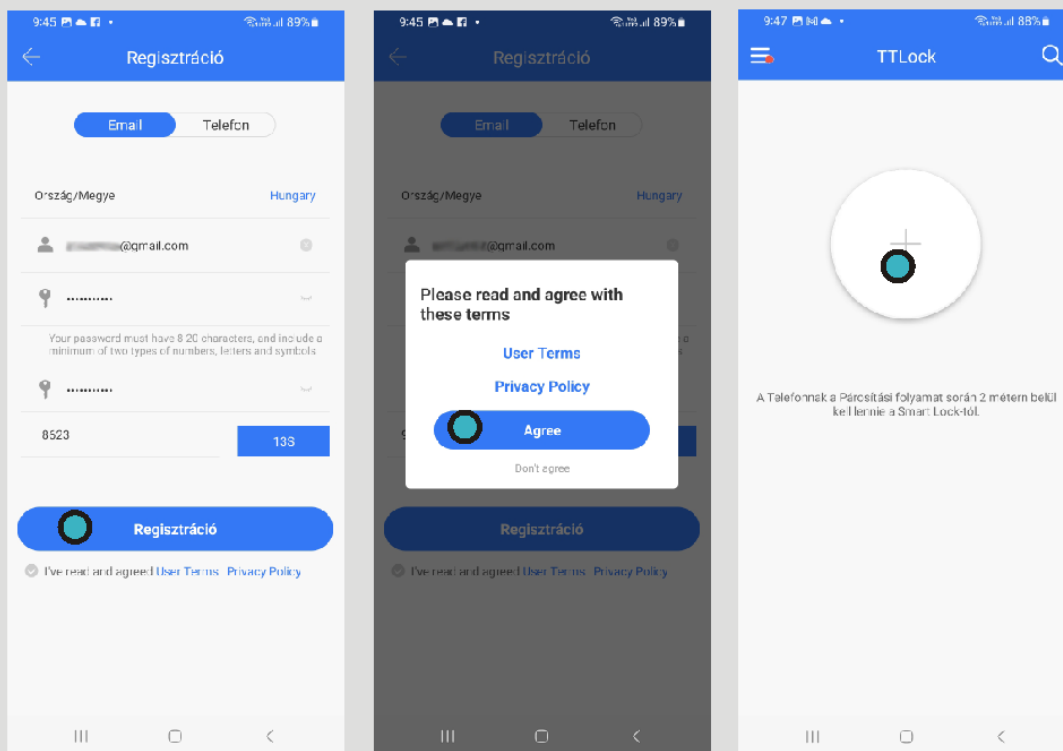 9:45
89%
Regisztráció
Email
Telefon
Ország/Megye
Hungary
@gmail.com
Your password must have 8-20 characters, and include a
minimum of two types of numbers, letters and symbols
8623
13S
Regisztráció
I've read and agreed User Terms Privacy Policy
9:45
89%
Regisztráció
Email
Telefon
Ország/Megye
Hungary
@gmail.com
Please read and agree with
these terms
User Terms
Privacy Policy
Agree
Don't agree
Regisztráció
I've read and agreed User Terms Privacy Policy
9:47
88%
TTLock
A Telefonnak a Párosítási folyamat során 2 métern belül
kell lennie a Smart Lock-tól.